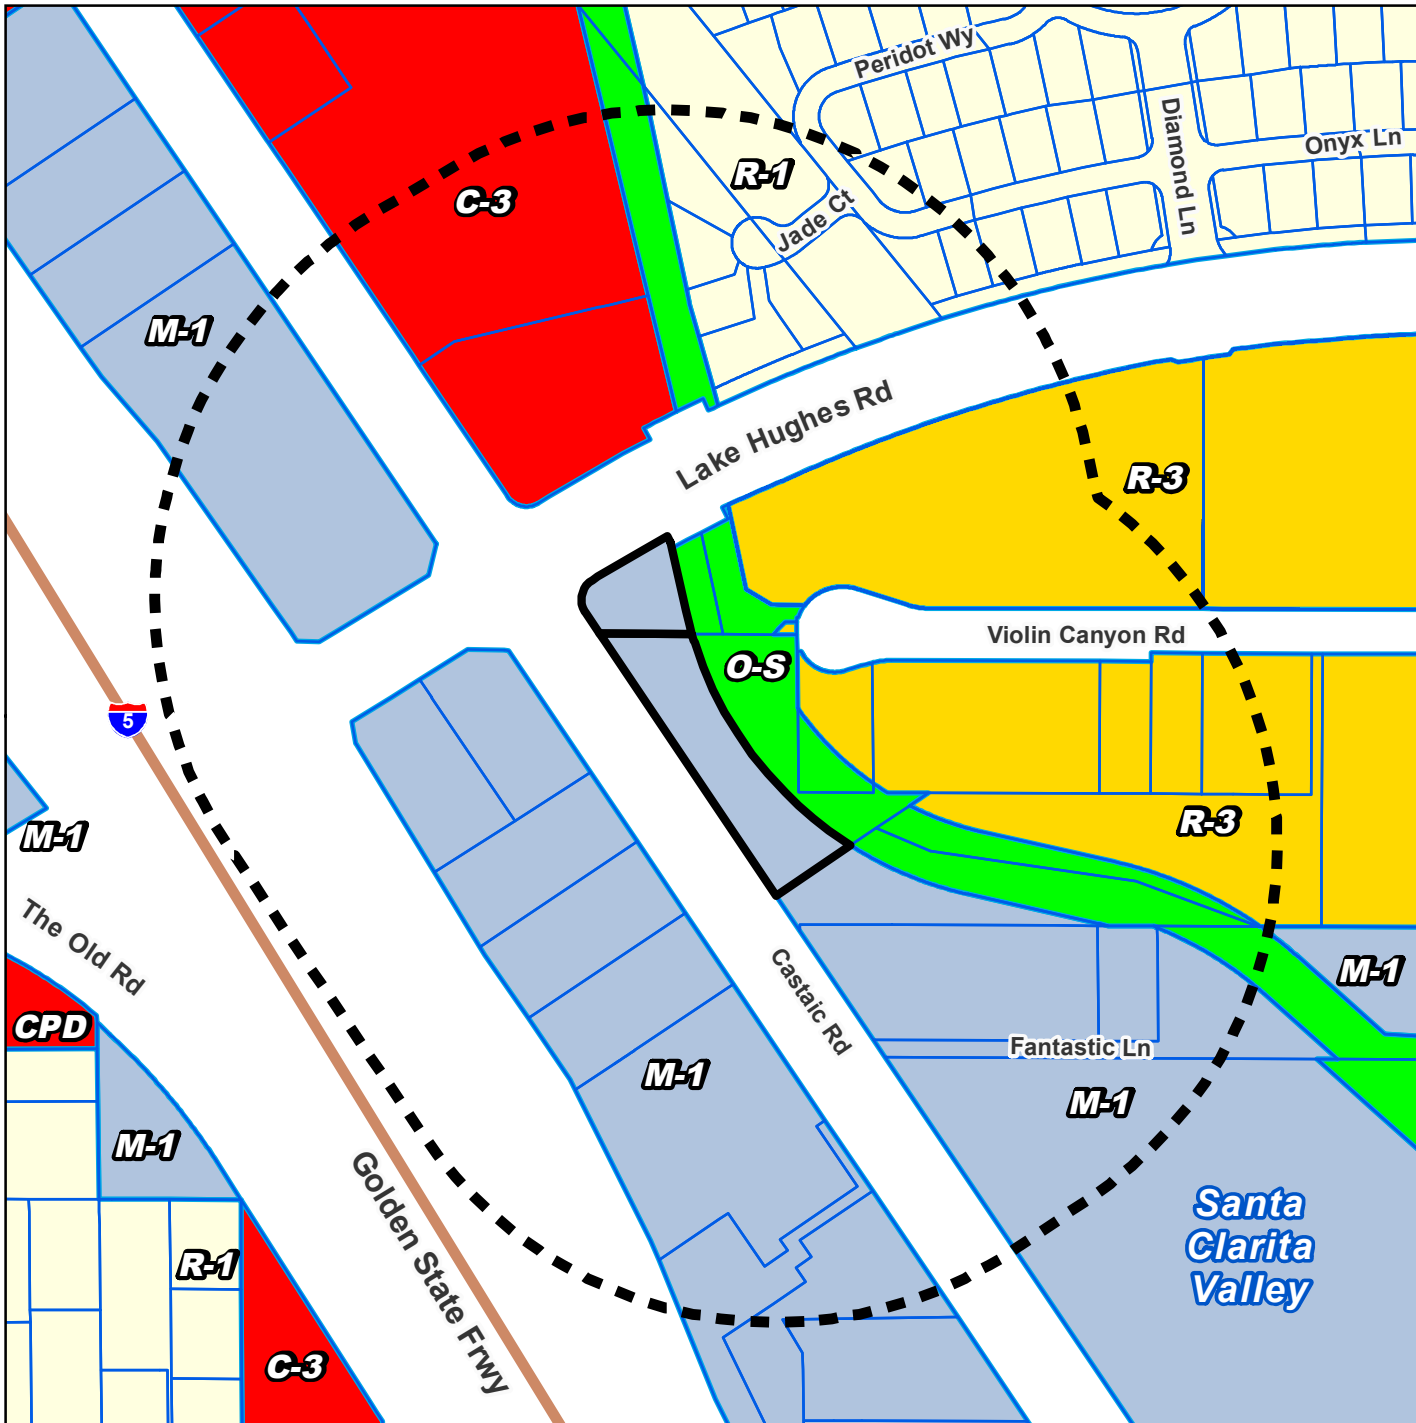 Peridot Wy
Diamond Ln
Onyx Ln
R-1
C-3
Jade Ct
M-1
Lake Hughes Rd
R-3
Violin Canyon Rd
O-S
5
R-3
M-1
The Old Rd
Castaic Rd
M-1
CPD
Fantastic Ln
M-1
M-1
M-1
Golden State Frwy
Santa
Clarita
Valley
R-1
C-3